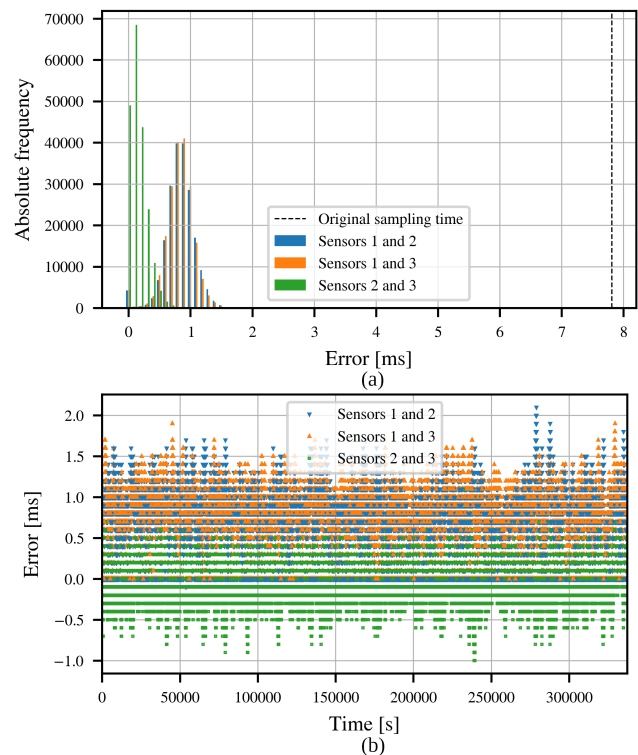 70000
60000
50000
40000
30000
20000
10000
0
Absolute frequency
Original sampling time
Sensors 1 and 2
Sensors 1 and 3
Sensors 2 and 3
0 1 2 3 4 5 6 7 8
Error [ms]
(a)
2.0
1.5
1.0
0.5
0.0
−0.5
−1.0
Error [ms]
Sensors 1 and 2
Sensors 1 and 3
Sensors 2 and 3
0 50000 100000 150000 200000 250000 300000
Time [s]
(b)